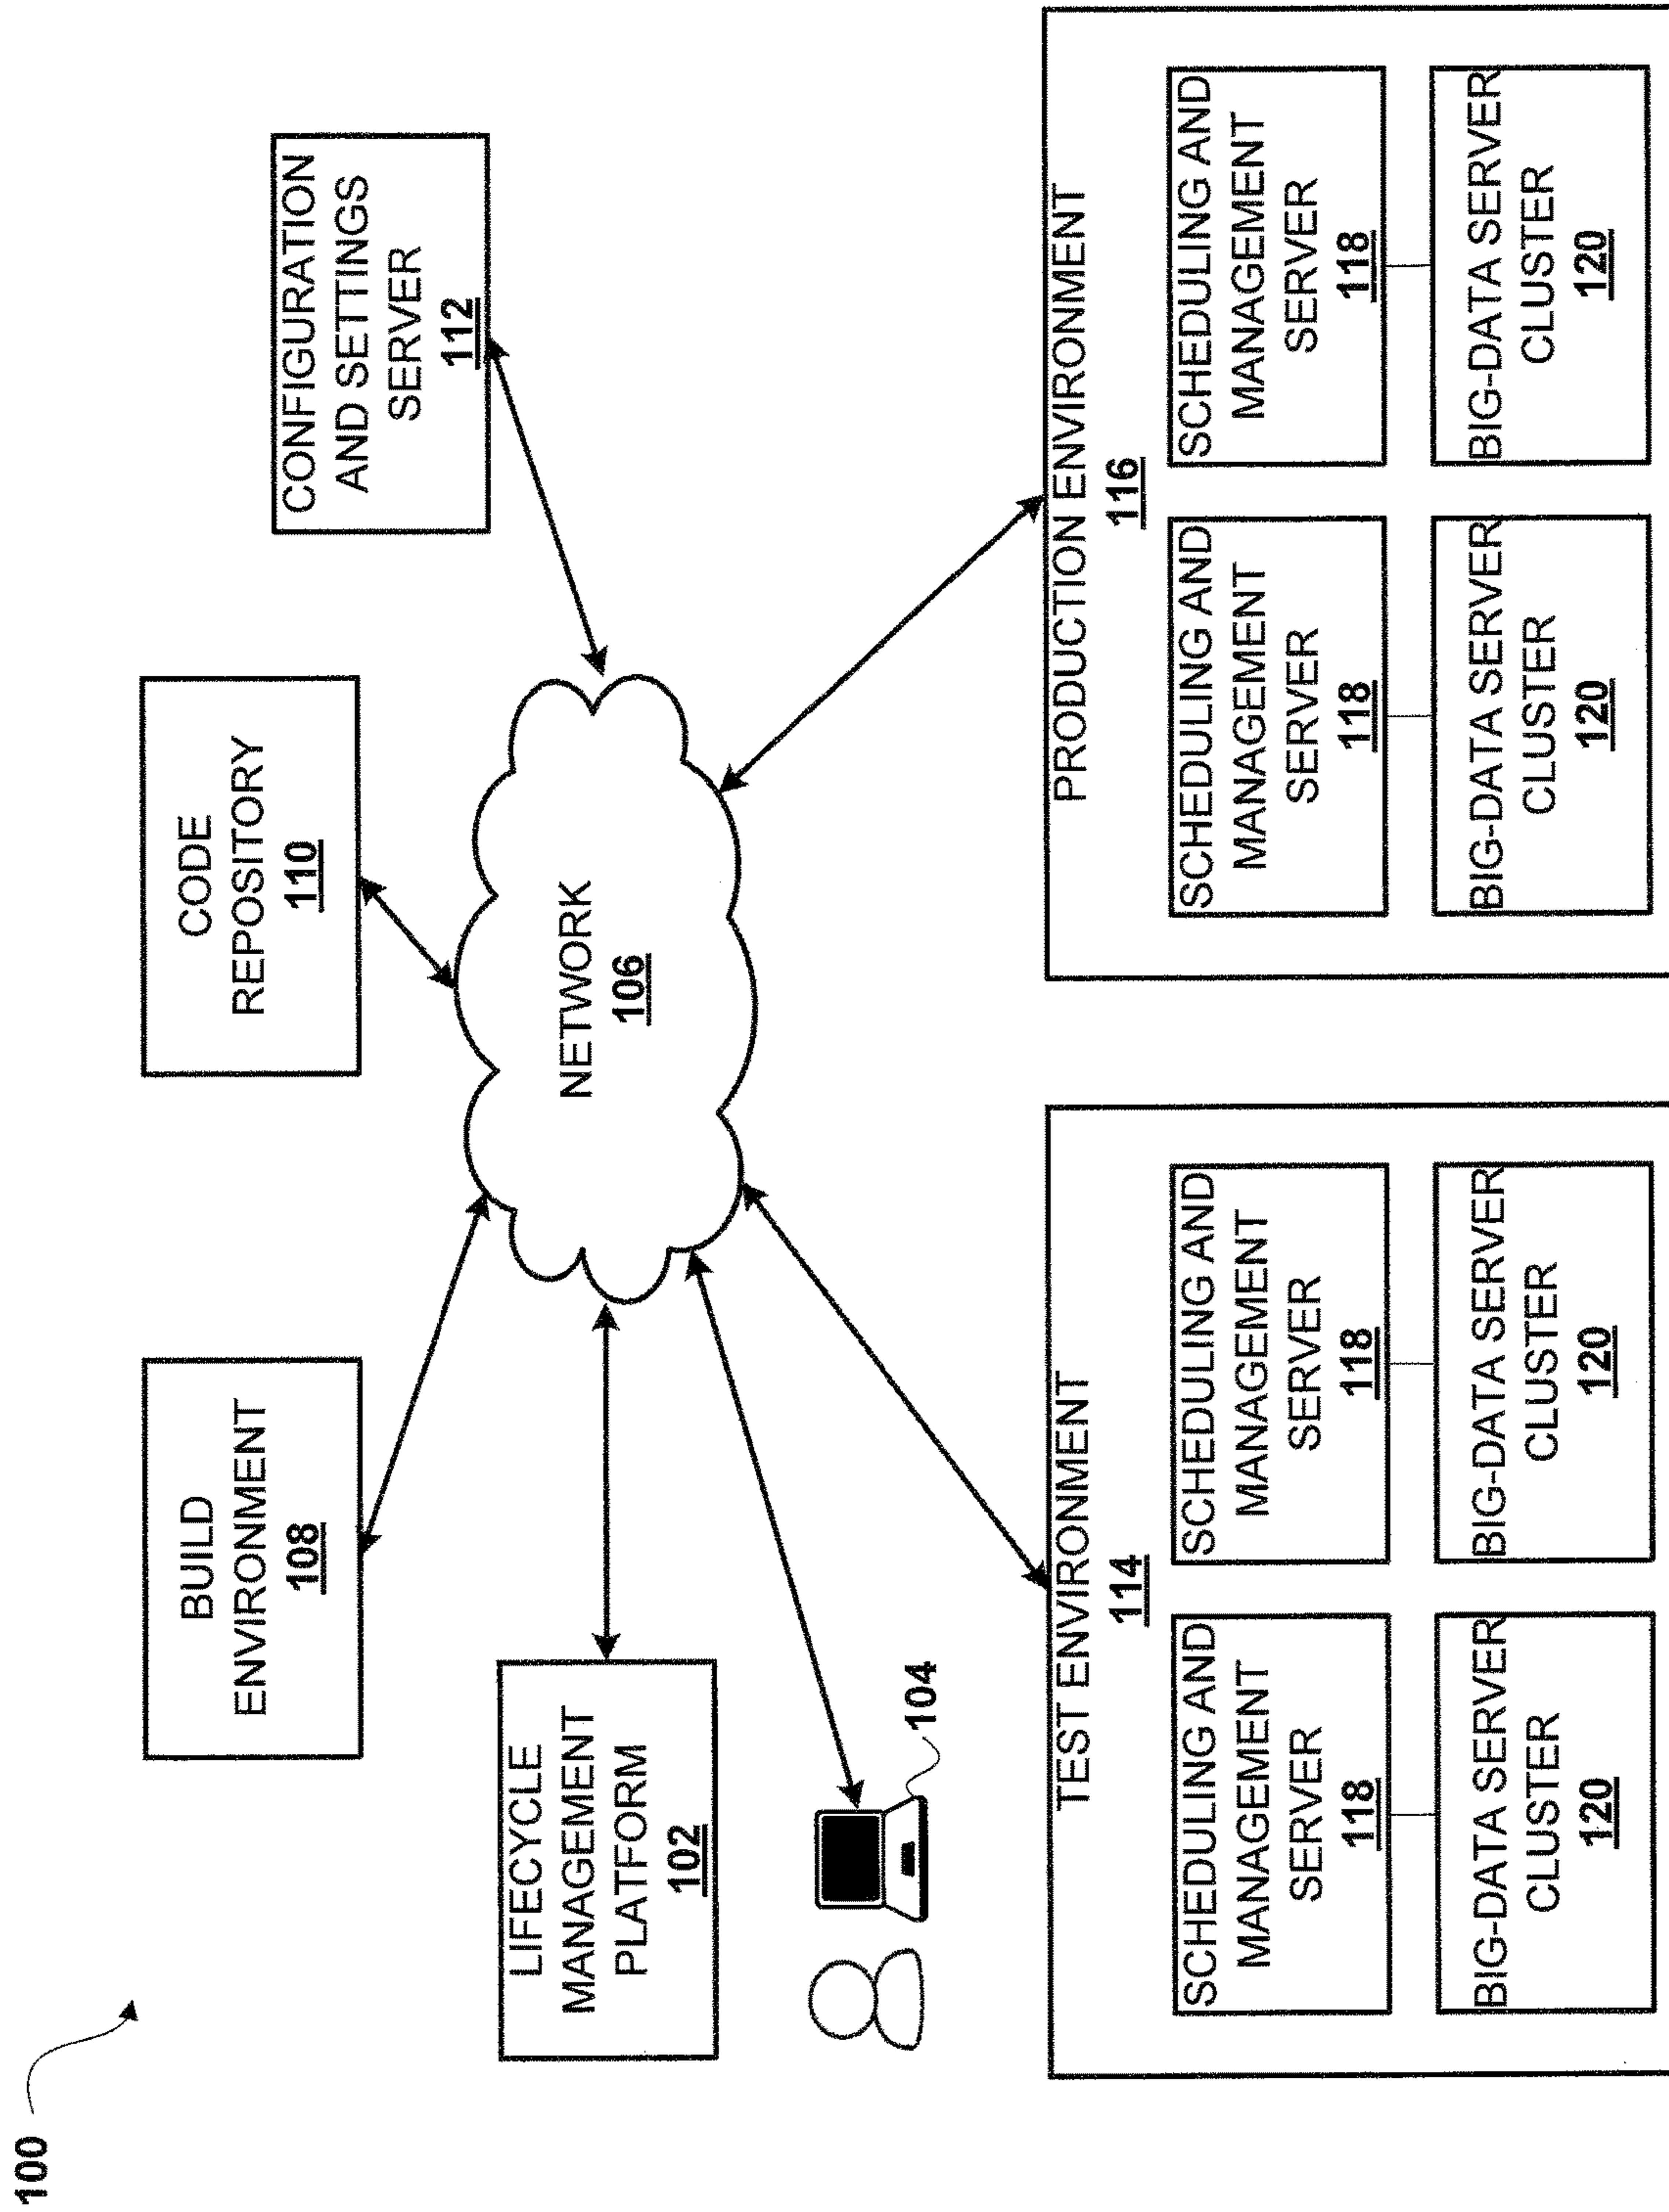 100
BUILD
ENVIRONMENT
108
CODE
REPOSITORY
110
CONFIGURATION
AND SETTINGS
SERVER
112
LIFECYCLE
MANAGEMENT
PLATFORM
102
NETWORK
106
104
TEST ENVIRONMENT
114
SCHEDULING AND
MANAGEMENT
SERVER
118
SCHEDULING AND
MANAGEMENT
SERVER
118
BIG-DATA SERVER
CLUSTER
120
BIG-DATA SERVER
CLUSTER
120
PRODUCTION ENVIRONMENT
116
SCHEDULING AND
MANAGEMENT
SERVER
118
SCHEDULING AND
MANAGEMENT
SERVER
118
BIG-DATA SERVER
CLUSTER
120
BIG-DATA SERVER
CLUSTER
120